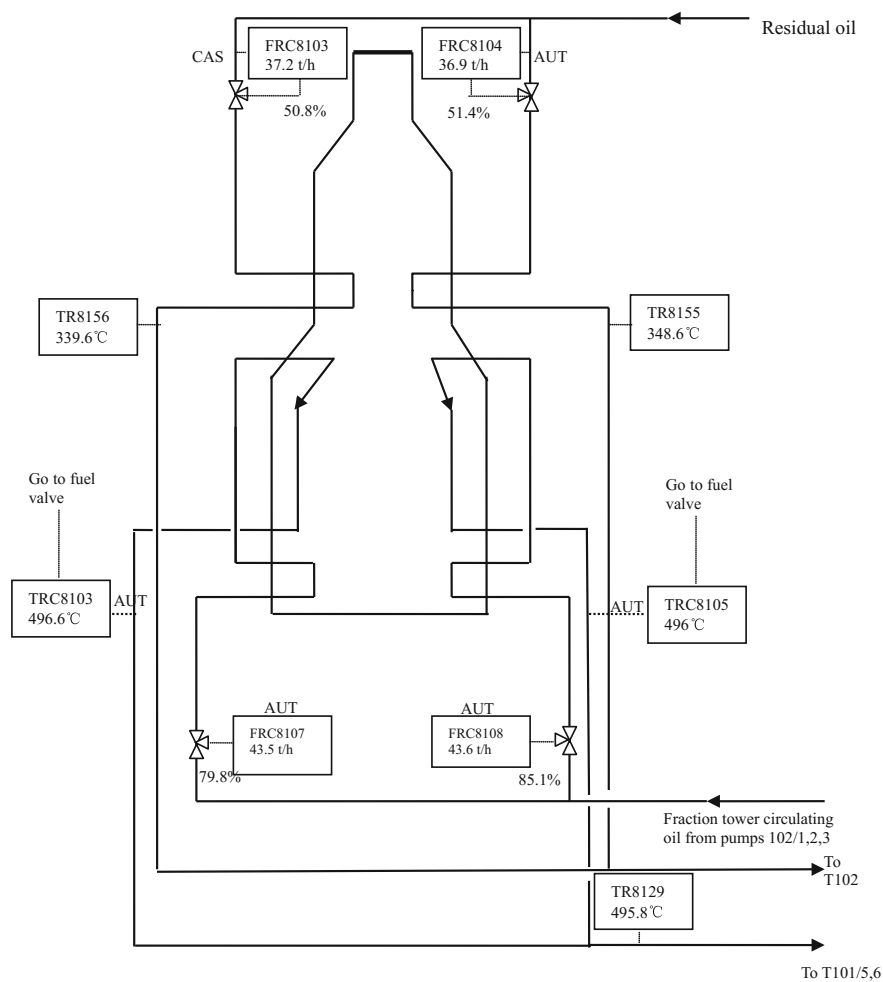 Residual oil
FRC8103
37.2 t/h
FRC8104
36.9 t/h
CAS
AUT
50.8%
51.4%
TR8156
339.6℃
TR8155
348.6℃
Go to fuel
valve
Go to fuel
valve
TRC8103
496.6℃
AUT
AUT
TRC8105
496℃
AUT
FRC8107
43.5 t/h
AUT
FRC8108
43.6 t/h
79.8%
85.1%
Fraction tower circulating
oil from pumps 102/1,2,3
To
T102
TR8129
495.8℃
To T101/5,6